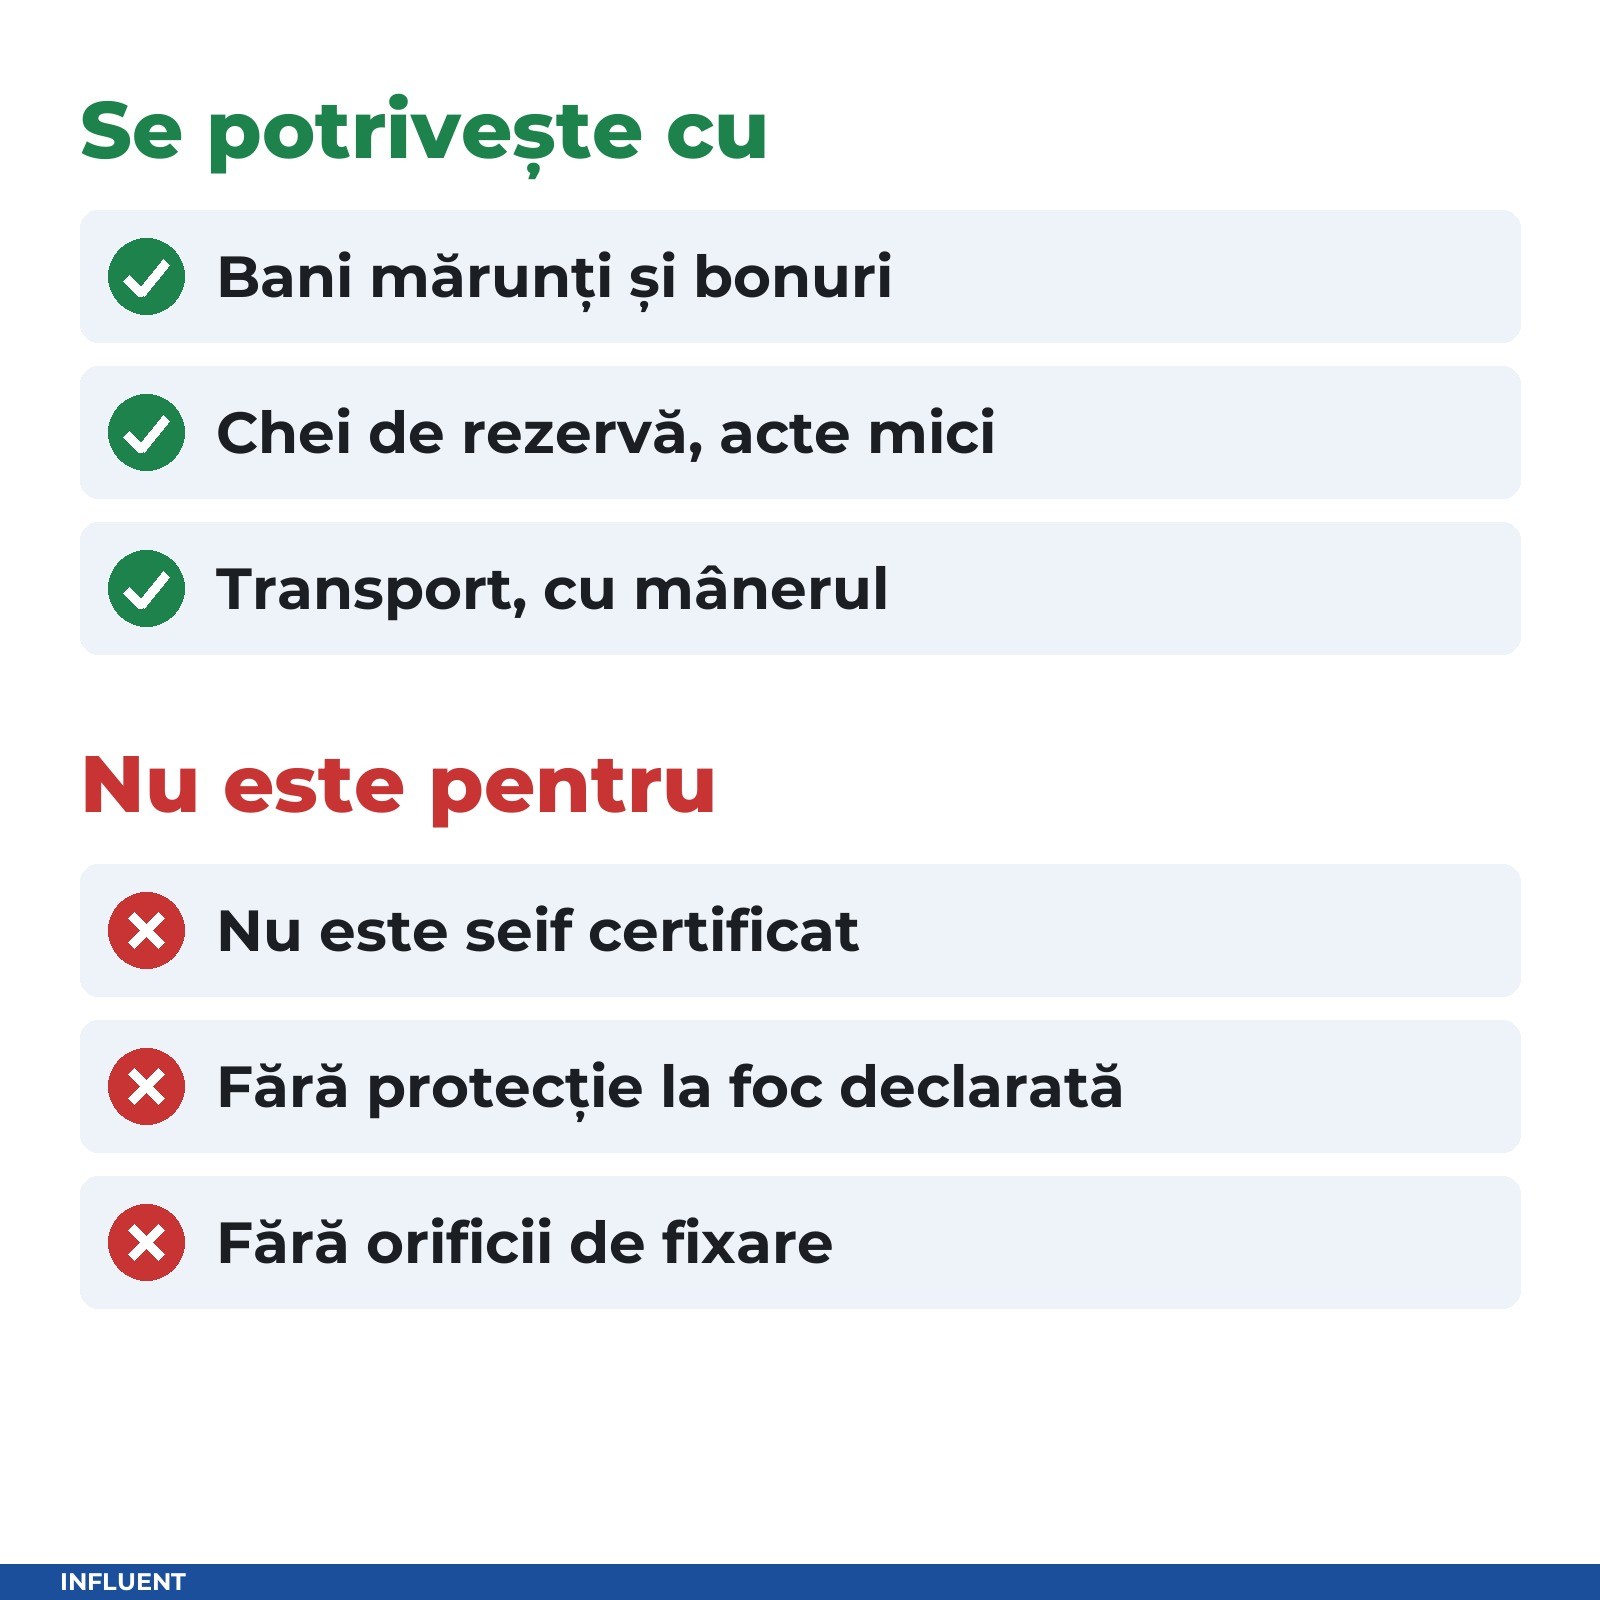 Se potrivește cu
Bani mărunți și bonuri
Chei de rezervă, acte mici
Transport, cu mânerul
Nu este pentru
Nu este seif certificat
Fără protecție la foc declarată
Fără orificii de fixare
INFLUENT